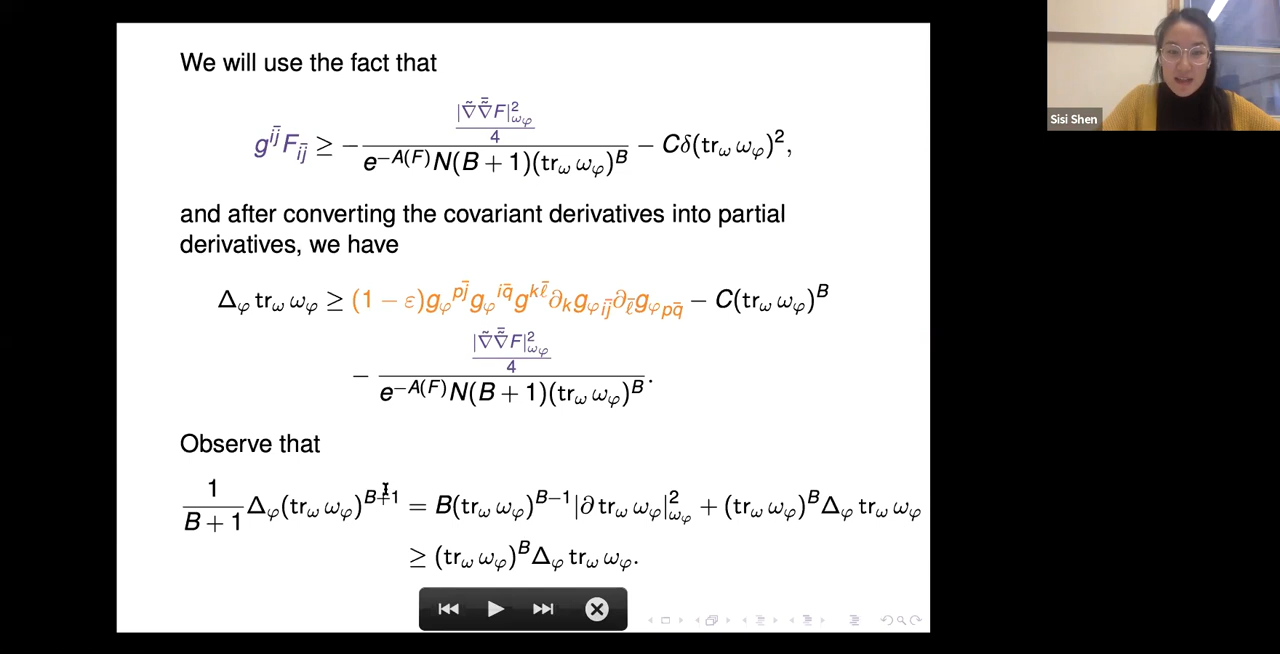 We will use the fact that
$g^{i\bar{j}} F_{i\bar{j}} \geq -\frac{\frac{|\tilde{\nabla}\bar{\tilde{\nabla}}F|^2_{\omega_\varphi}}{4}}{e^{-A(F)}N(B+1)(\mathrm{tr}_\omega\,\omega_\varphi)^B} - C\delta(\mathrm{tr}_\omega\,\omega_\varphi)^2,$
and after converting the covariant derivatives into partial
derivatives, we have
$\Delta_\varphi\,\mathrm{tr}_\omega\,\omega_\varphi \geq (1-\varepsilon)g_\varphi{}^{p\bar{j}}g_\varphi{}^{i\bar{q}}g^{k\bar{\ell}}\partial_k g_{\varphi i\bar{j}}\partial_{\bar{\ell}}g_{\varphi p\bar{q}} - C(\mathrm{tr}_\omega\,\omega_\varphi)^B$
$-\frac{\frac{|\tilde{\nabla}\bar{\tilde{\nabla}}F|^2_{\omega_\varphi}}{4}}{e^{-A(F)}N(B+1)(\mathrm{tr}_\omega\,\omega_\varphi)^B}.$
Observe that
$\frac{1}{B+1}\Delta_\varphi(\mathrm{tr}_\omega\,\omega_\varphi)^{B+1} = B(\mathrm{tr}_\omega\,\omega_\varphi)^{B-1}|\partial\,\mathrm{tr}_\omega\,\omega_\varphi|^2_{\omega_\varphi} + (\mathrm{tr}_\omega\,\omega_\varphi)^B\Delta_\varphi\,\mathrm{tr}_\omega\,\omega_\varphi$
$\geq (\mathrm{tr}_\omega\,\omega_\varphi)^B\Delta_\varphi\,\mathrm{tr}_\omega\,\omega_\varphi.$
Sisi Shen